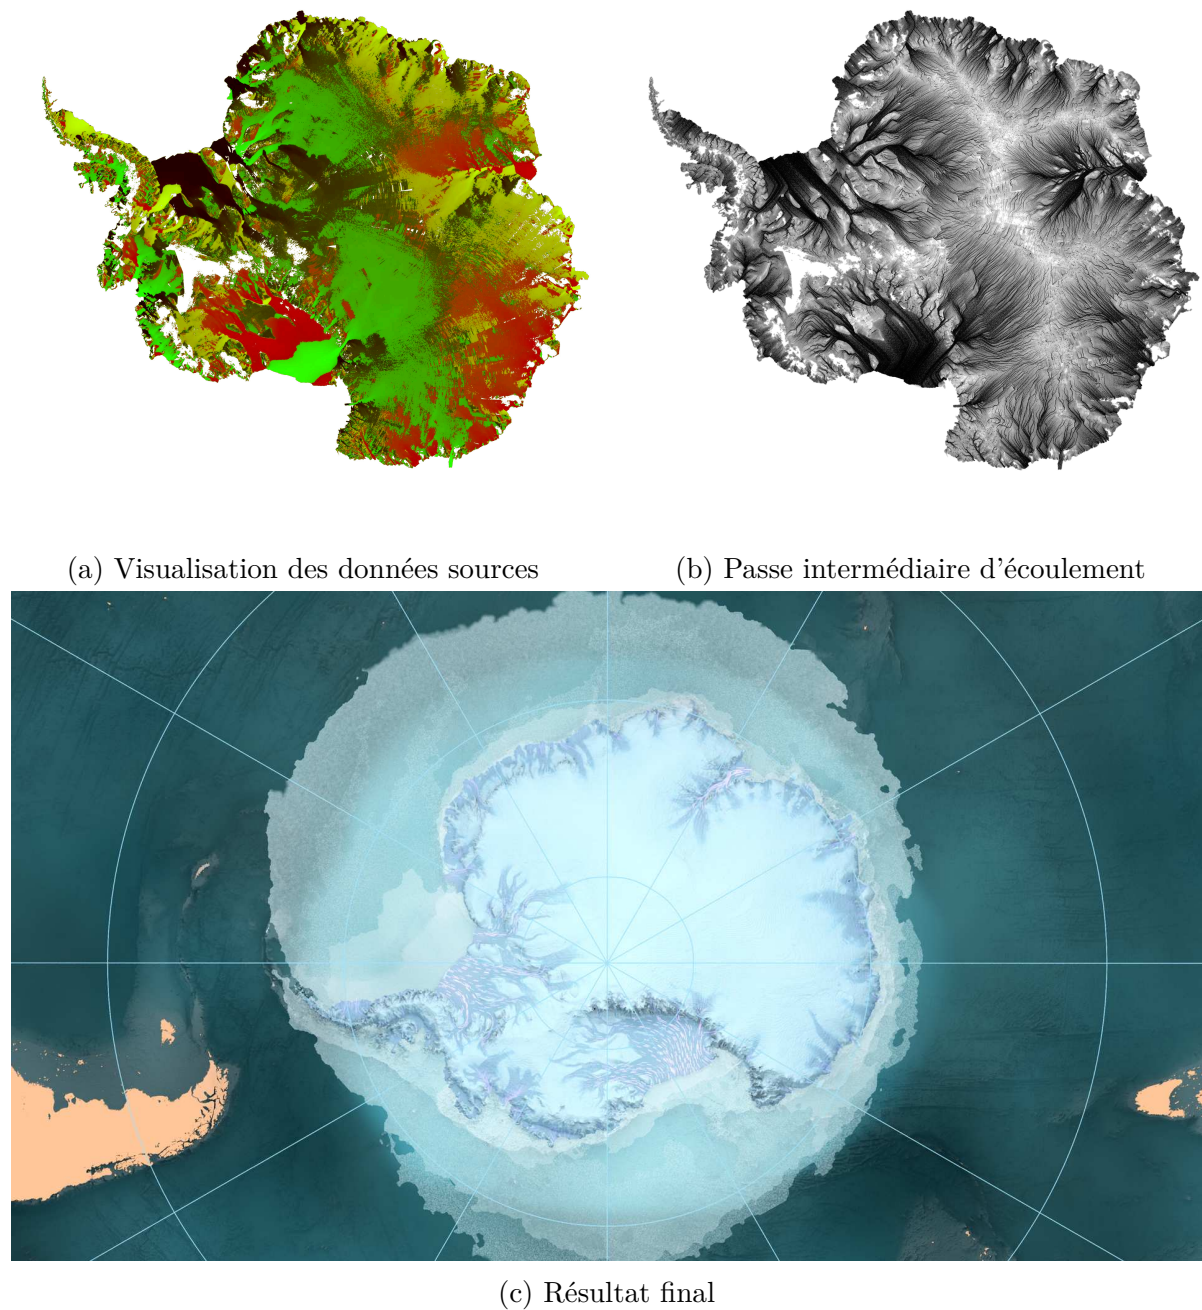 (a) Visualisation des données sources
(b) Passe intermédiaire d'écoulement
(c) Résultat final